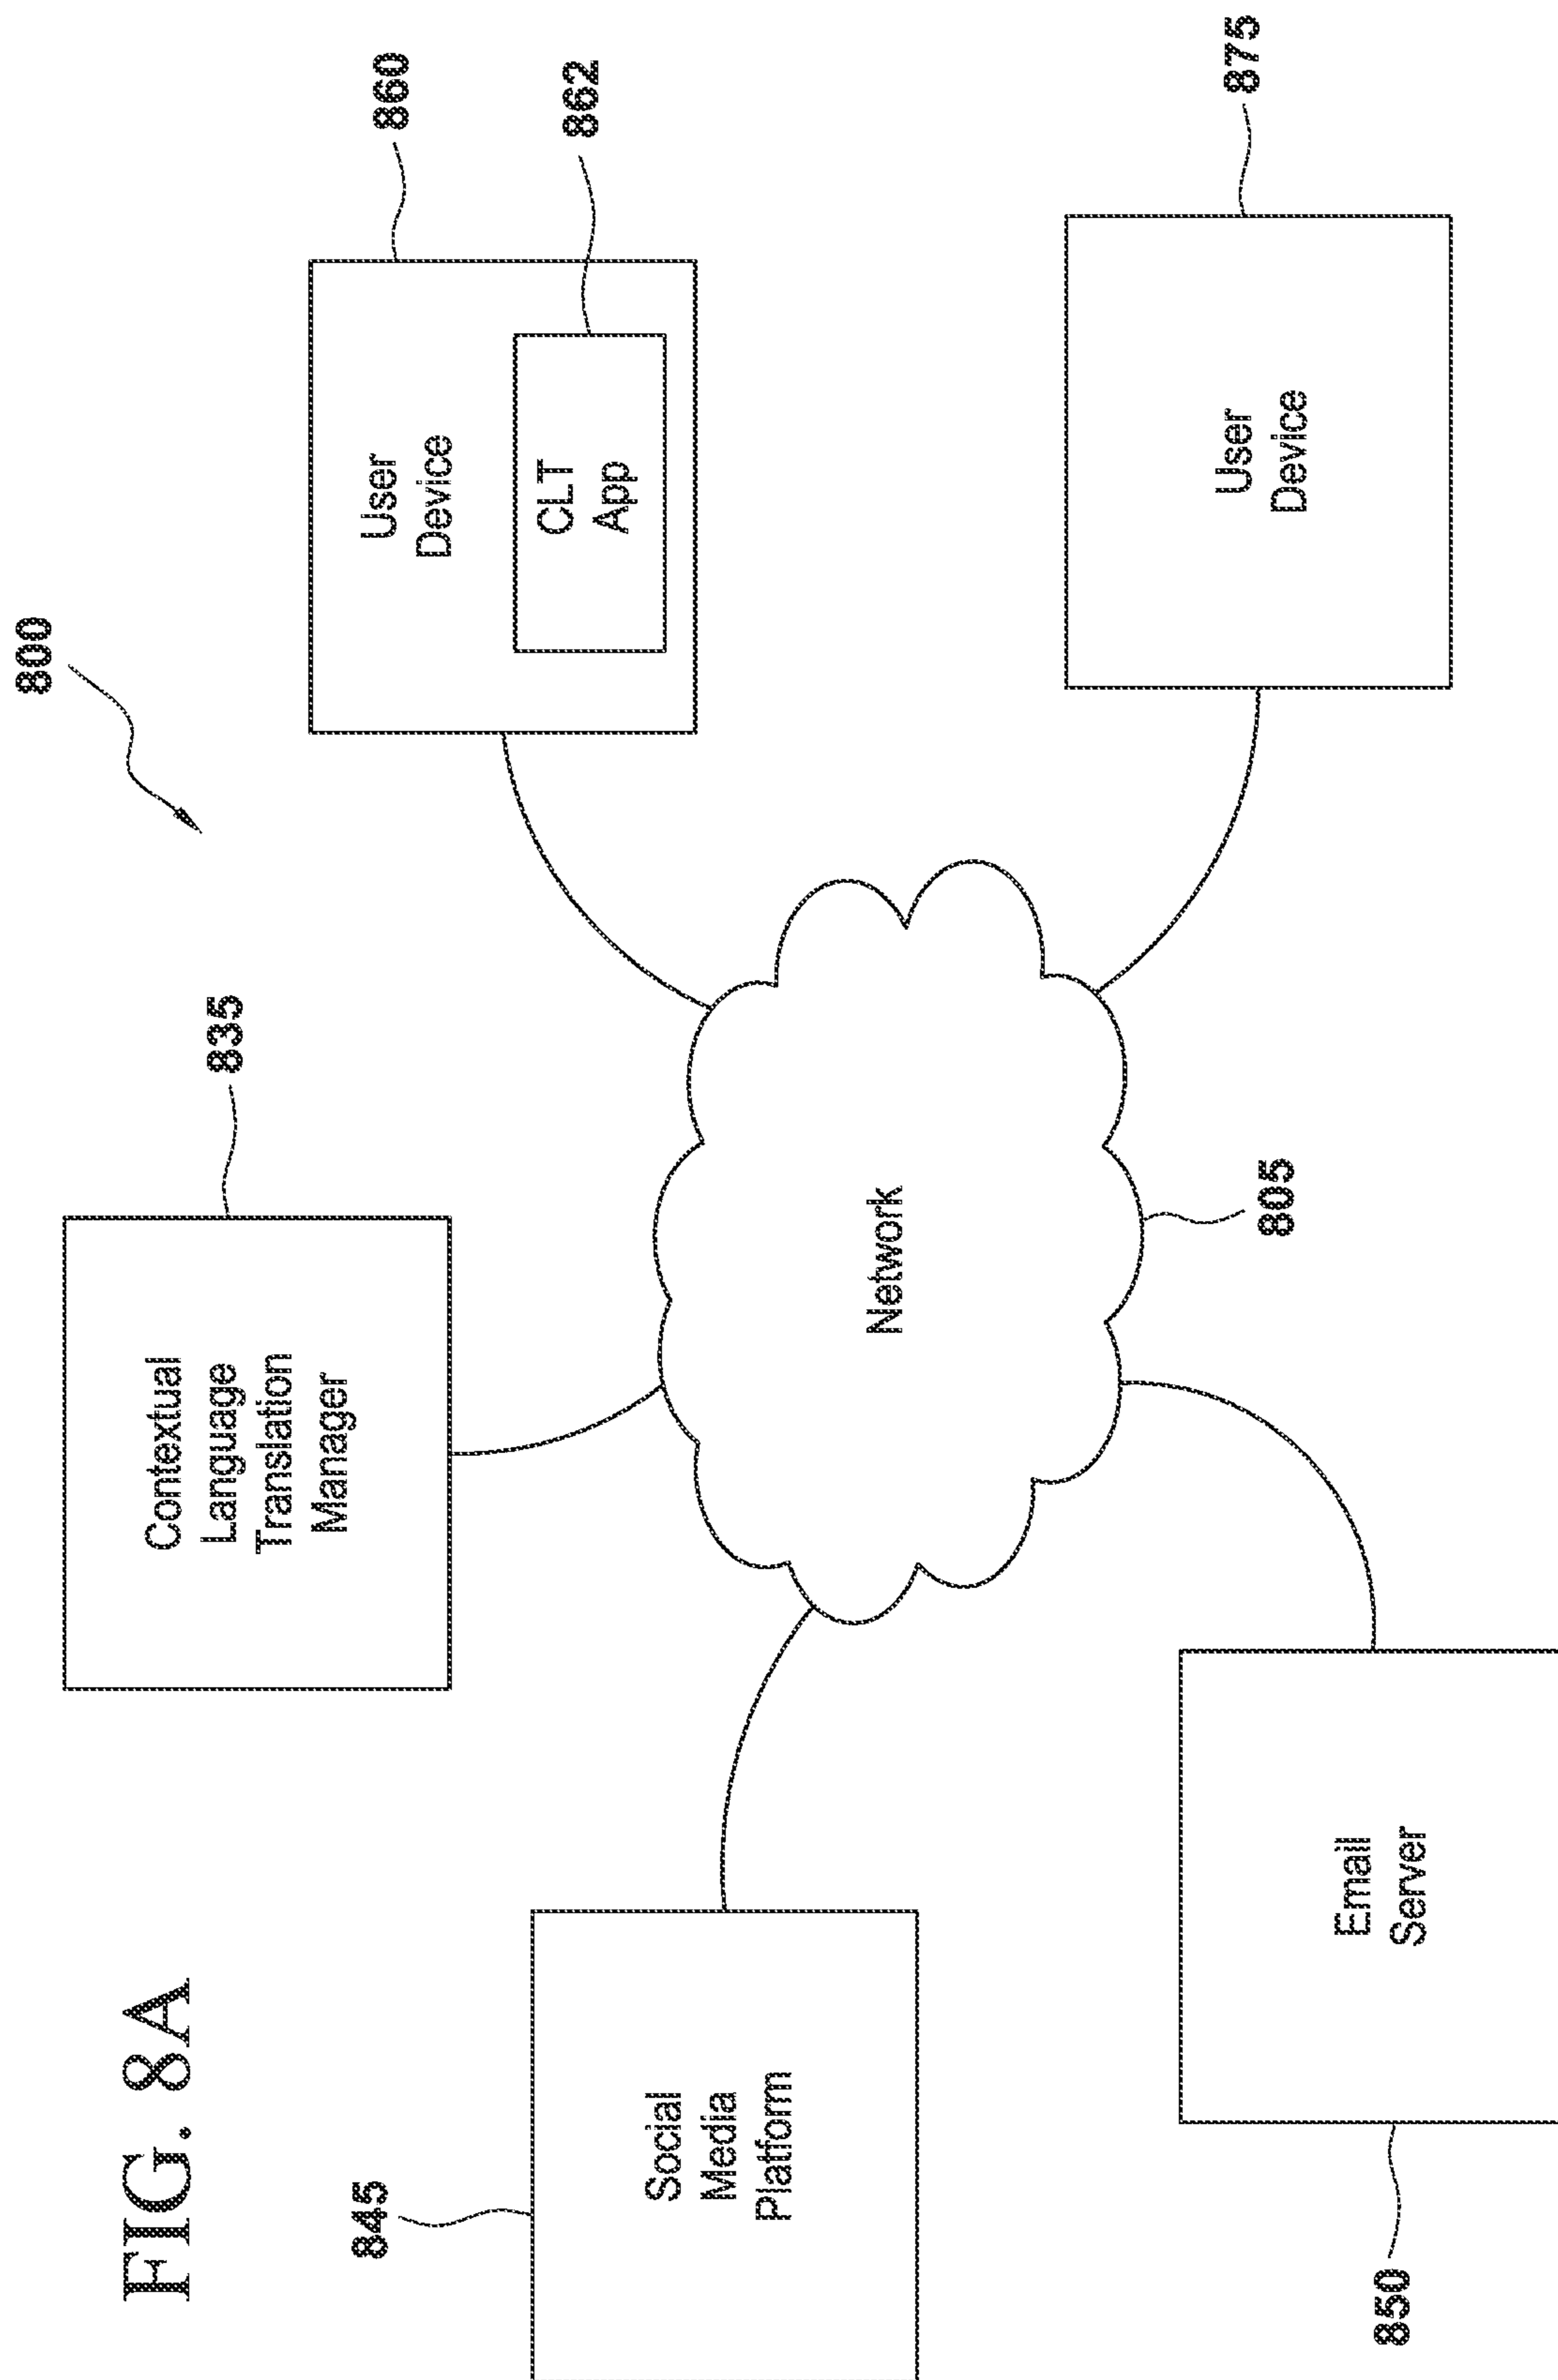 FIG. 8A
800
835
Contextual
Language
Translation
Manager
860
User
Device
862
CLT
App
845
Social
Media
Platform
Network
805
850
Email
Server
875
User
Device